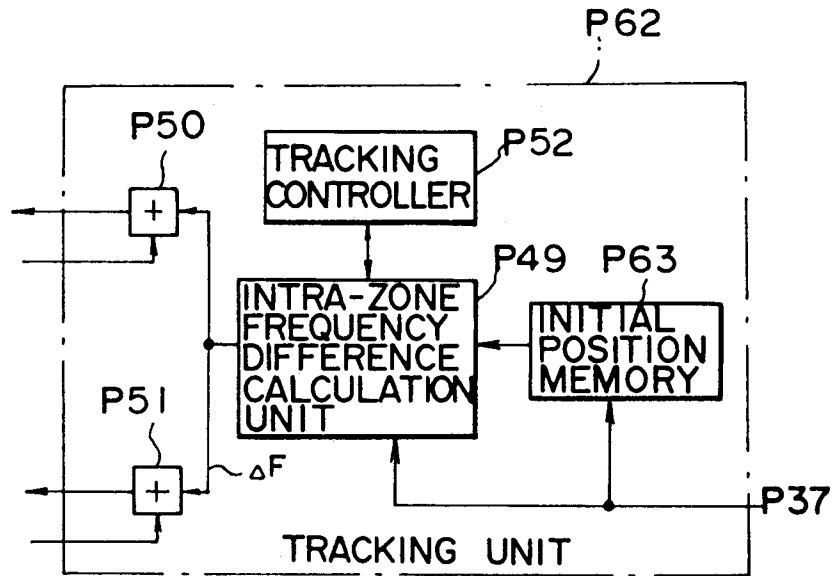 P62
P50
TRACKING
CONTROLLER
P52
P49
P63
INTRA-ZONE
FREQUENCY
DIFFERENCE
CALCULATION
UNIT
INITIAL
POSITION
MEMORY
+
P51
+
ΔF
P37
TRACKING UNIT